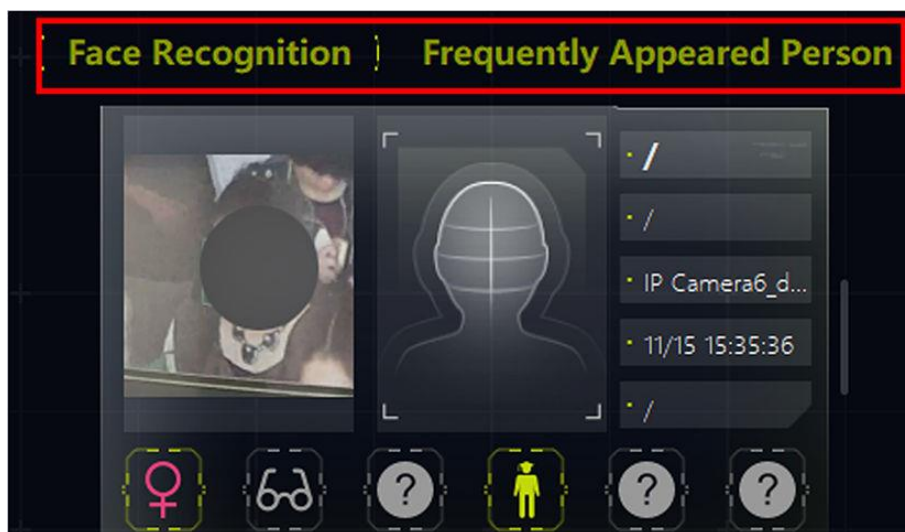 Face Recognition
Frequently Appeared Person
/
/
IP Camera6_d...
11/15 15:35:36
/
?
?
?